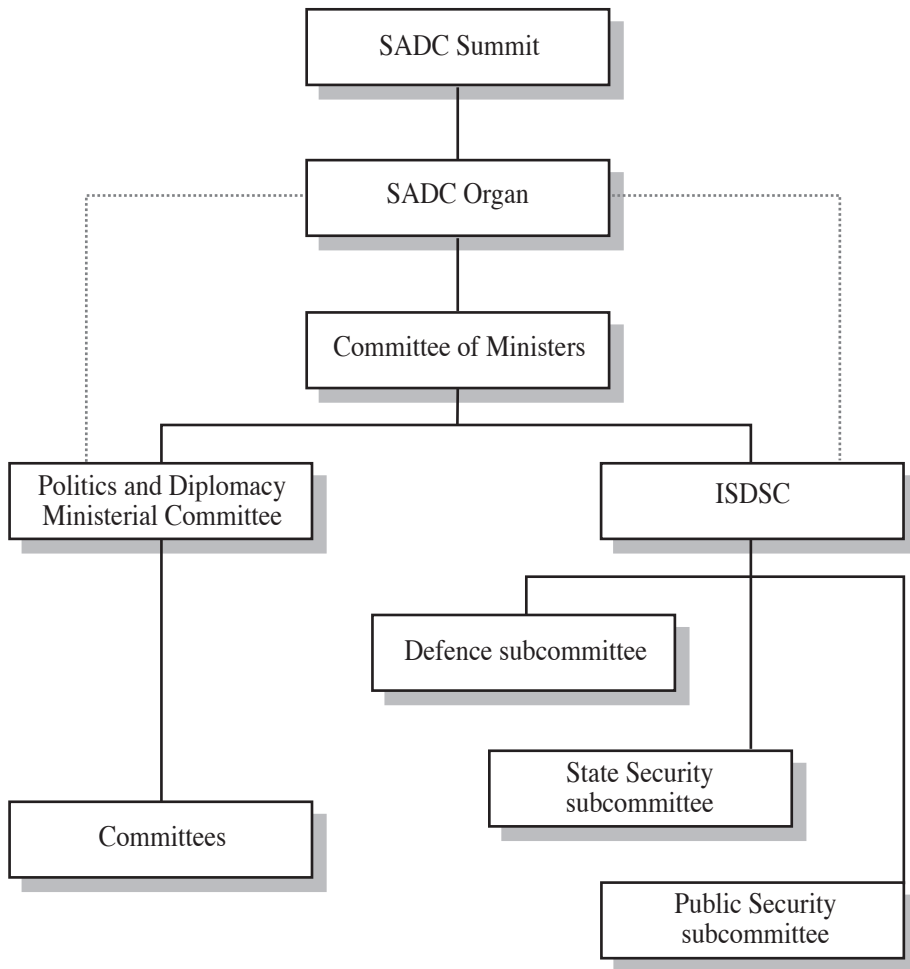 SADC Summit
SADC Organ
Committee of Ministers
Politics and Diplomacy
Ministerial Committee
ISDSC
Defence subcommittee
State Security
subcommittee
Committees
Public Security
subcommittee